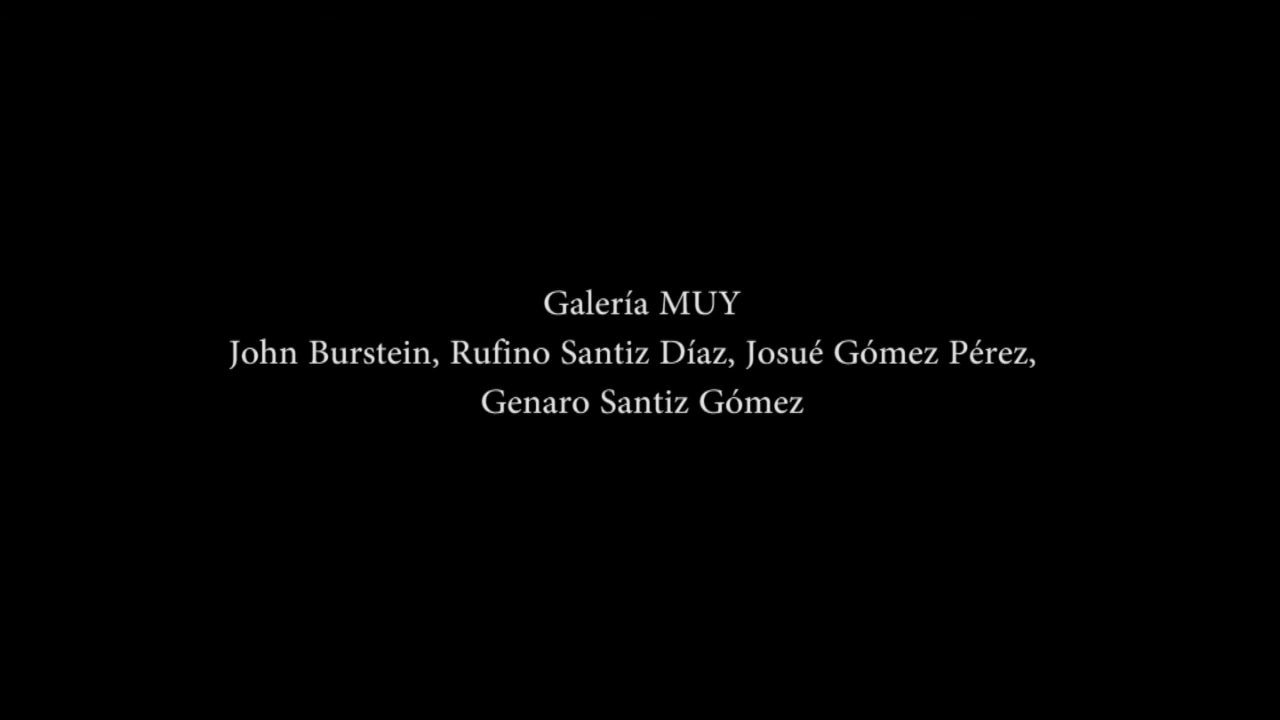 Galería MUY
John Burstein, Rufino Santiz Díaz, Josué Gómez Pérez,
Genaro Santiz Gómez